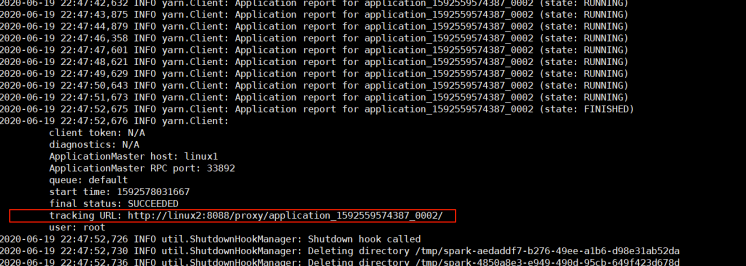 2020-06-19 22:47:42,632 INFO yarn.Client: Application report for application_1592559574387_0002 (state: RUNNING)
2020-06-19 22:47:43,875 INFO yarn.Client: Application report for application_1592559574387_0002 (state: RUNNING)
2020-06-19 22:47:44,879 INFO yarn.Client: Application report for application_1592559574387_0002 (state: RUNNING)
2020-06-19 22:47:46,358 INFO yarn.Client: Application report for application_1592559574387_0002 (state: RUNNING)
2020-06-19 22:47:47,601 INFO yarn.Client: Application report for application_1592559574387_0002 (state: RUNNING)
2020-06-19 22:47:48,621 INFO yarn.Client: Application report for application_1592559574387_0002 (state: RUNNING)
2020-06-19 22:47:49,629 INFO yarn.Client: Application report for application_1592559574387_0002 (state: RUNNING)
2020-06-19 22:47:50,643 INFO yarn.Client: Application report for application_1592559574387_0002 (state: RUNNING)
2020-06-19 22:47:51,673 INFO yarn.Client: Application report for application_1592559574387_0002 (state: RUNNING)
2020-06-19 22:47:52,675 INFO yarn.Client: Application report for application_1592559574387_0002 (state: FINISHED)
2020-06-19 22:47:52,676 INFO yarn.Client:
client token: N/A
diagnostics: N/A
ApplicationMaster host: linux1
ApplicationMaster RPC port: 33892
queue: default
start time: 1592578031667
final status: SUCCEEDED
tracking URL: http://linux2:8088/proxy/application_1592559574387_0002/
user: root
2020-06-19 22:47:52,726 INFO util.ShutdownHookManager: Shutdown hook called
2020-06-19 22:47:52,730 INFO util.ShutdownHookManager: Deleting directory /tmp/spark-aedaddf7-b276-49ee-a1b6-d98e31ab52da
2020-06-19 22:47:52,736 INFO util.ShutdownHookManager: Deleting directory /tmp/spark-4850a8e3-e949-490d-95cb-649f423d678d